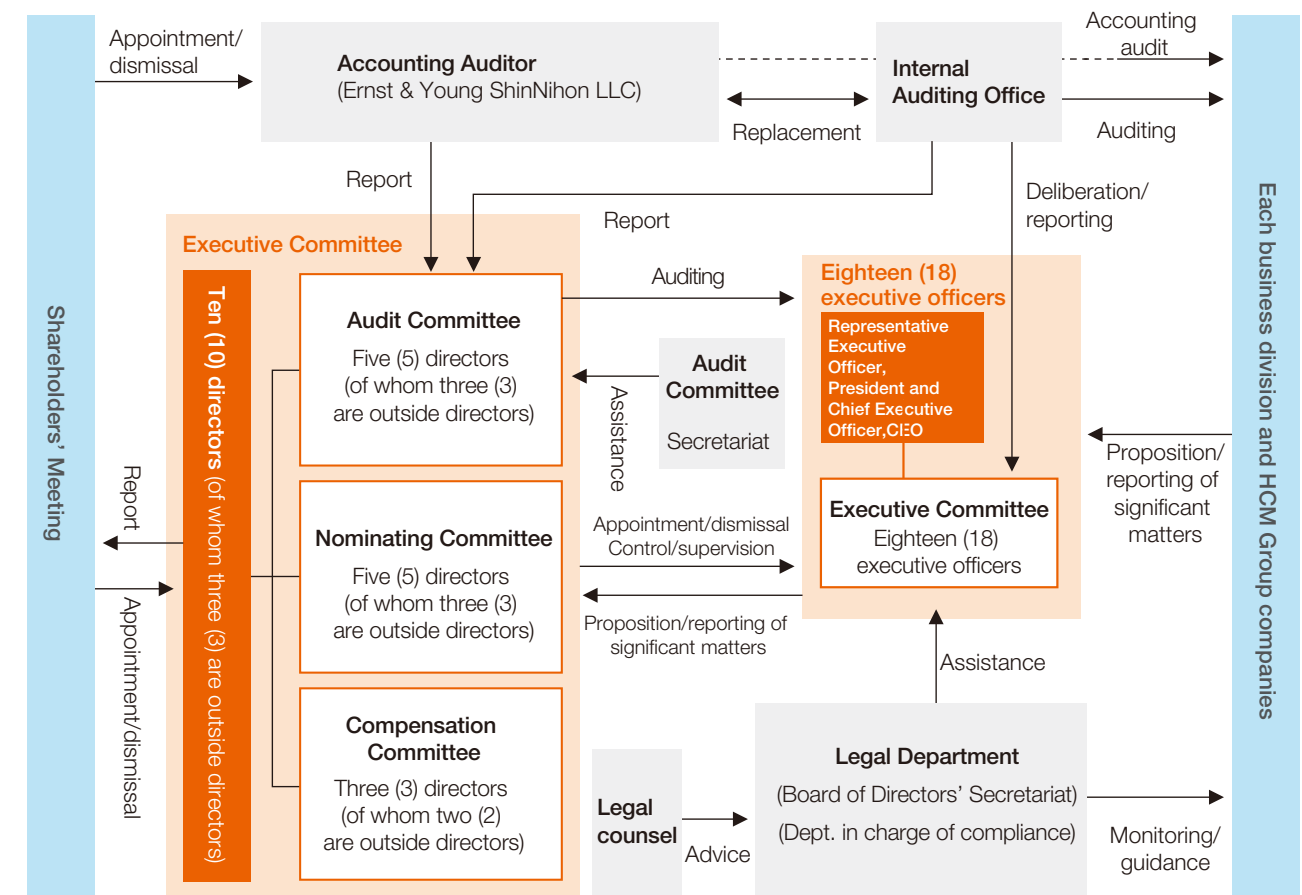 Appointment/
dismissal
Accounting Auditor
(Ernst & Young ShinNihon LLC)
Internal
Auditing Office
Accounting
audit
Replacement
Auditing
Report
Report
Deliberation/
reporting
Shareholders' Meeting
Each business division and HCM Group companies
Executive Committee
Ten (10) directors (of whom three (3) are outside directors)
Audit Committee
Five (5) directors
(of whom three (3)
are outside directors)
Auditing
Audit
Committee
Secretariat
Assistance
Eighteen (18)
executive officers
Representative
Executive
Officer,
President and
Chief Executive
Officer,CEO
Executive Committee
Eighteen (18)
executive officers
Proposition/
reporting of
significant
matters
Report
Appointment/dismissal
Nominating Committee
Five (5) directors
(of whom three (3)
are outside directors)
Appointment/dismissal
Control/supervision
Proposition/reporting of
significant matters
Compensation
Committee
Three (3) directors
(of whom two (2)
are outside directors)
Legal
counsel
Advice
Assistance
Legal Department
(Board of Directors' Secretariat)
(Dept. in charge of compliance)
Monitoring/
guidance